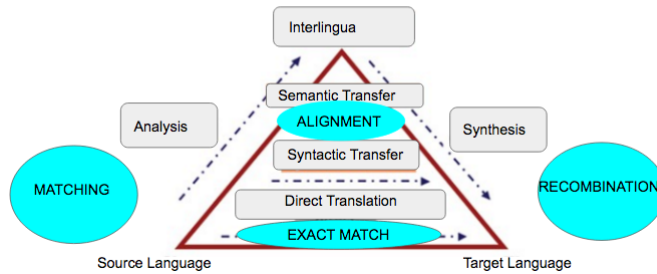 Interlingua
Semantic Transfer
ALIGNMENT
Analysis
Synthesis
Syntactic Transfer
MATCHING
RECOMBINATION
Direct Translation
EXACT MATCH
Source Language
Target Language